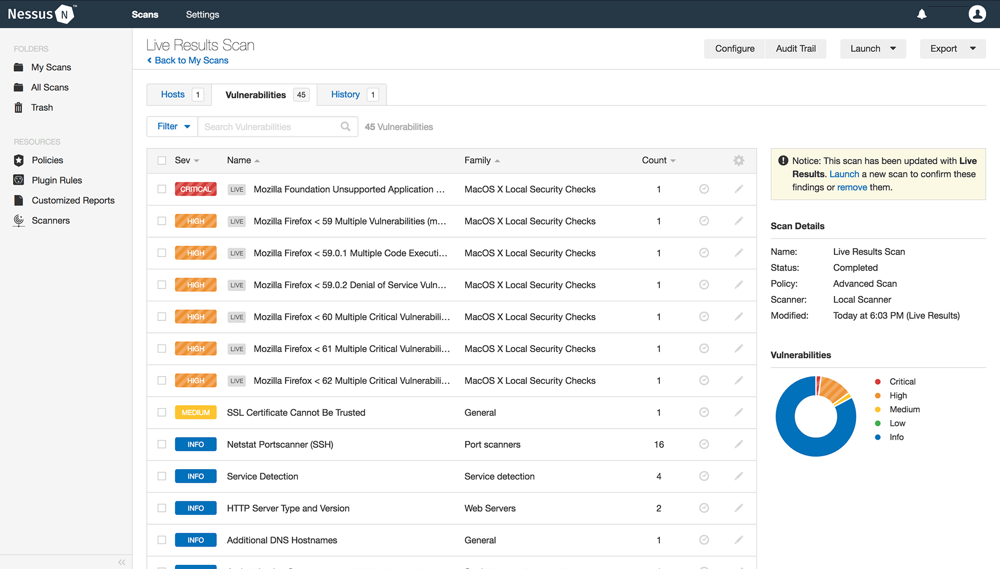 Nessus N ™
Scans
Settings
FOLDERS
My Scans
All Scans
Trash
RESOURCES
Policies
Plugin Rules
Customized Reports
Scanners
Live Results Scan
Back to My Scans
Configure
Audit Trail
Launch
Export
Hosts 1
Vulnerabilities 45
History 1
Filter
Search Vulnerabilities
45 Vulnerabilities
Sev Name Family Count
CRITICAL LIVE Mozilla Foundation Unsupported Application ... MacOS X Local Security Checks 1
HIGH LIVE Mozilla Firefox < 59 Multiple Vulnerabilities (m... MacOS X Local Security Checks 1
HIGH LIVE Mozilla Firefox < 59.0.1 Multiple Code Executi... MacOS X Local Security Checks 1
HIGH LIVE Mozilla Firefox < 59.0.2 Denial of Service Vuln... MacOS X Local Security Checks 1
HIGH LIVE Mozilla Firefox < 60 Multiple Critical Vulnerabili... MacOS X Local Security Checks 1
HIGH LIVE Mozilla Firefox < 61 Multiple Critical Vulnerabili... MacOS X Local Security Checks 1
HIGH LIVE Mozilla Firefox < 62 Multiple Critical Vulnerabili... MacOS X Local Security Checks 1
MEDIUM SSL Certificate Cannot Be Trusted General 1
INFO Netstat Portscanner (SSH) Port scanners 16
INFO Service Detection Service detection 4
INFO HTTP Server Type and Version Web Servers 2
INFO Additional DNS Hostnames General 1
Notice: This scan has been updated with Live
Results. Launch a new scan to confirm these
findings or remove them.
Scan Details
Name: Live Results Scan
Status: Completed
Policy: Advanced Scan
Scanner: Local Scanner
Modified: Today at 6:03 PM (Live Results)
Vulnerabilities
Critical
High
Medium
Low
Info